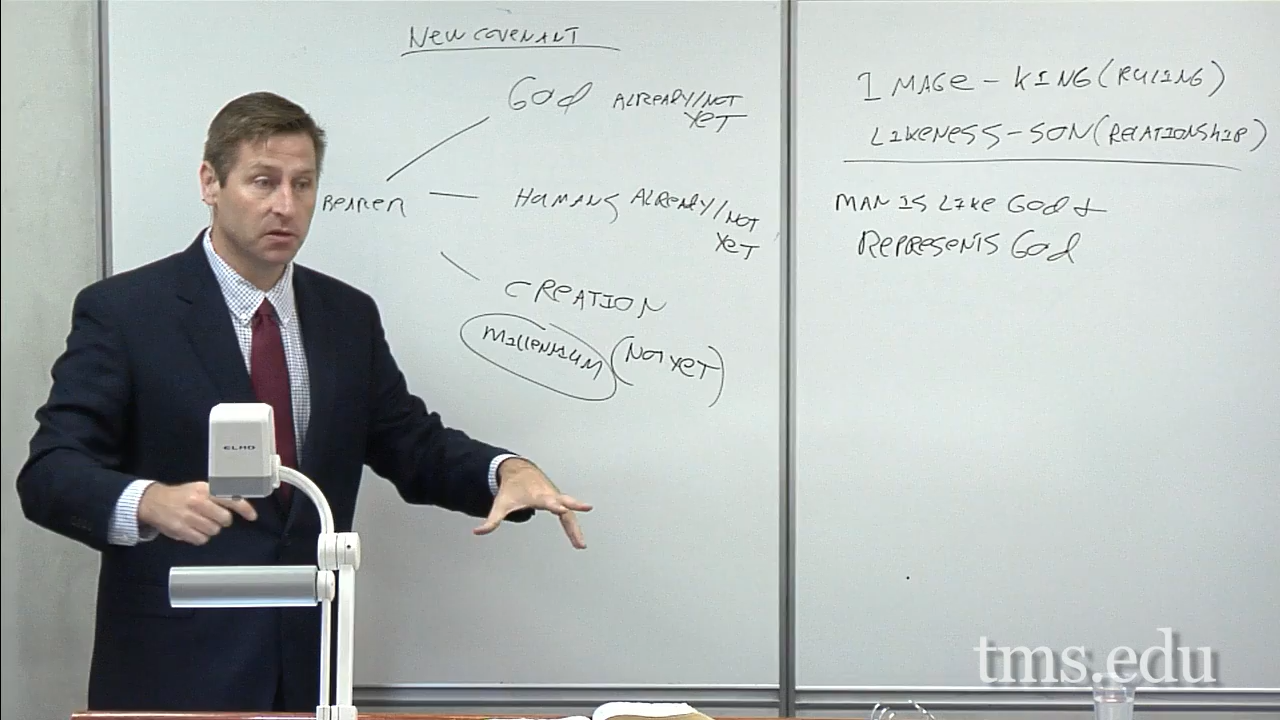 New COVENANT
God ALREADY/NOT
YeT
BEARER
HUMANS ALREADY/NOT
YeT
CREATION
MILLENNIUM (NOT YeT)
IMAGE - KING (RULING)
LIKENESS - SON (RELATIONSHIP)
MAN IS LIKE GOD +
REPRESENTS GOD
ELMO
tms.edu